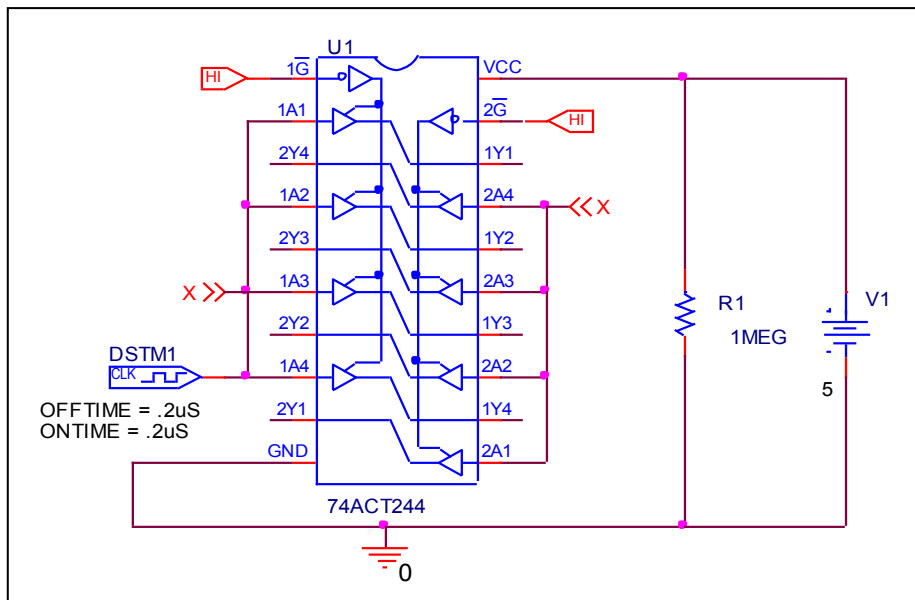 U1
HI
1G̅
VCC
1A1
2G̅
HI
2Y4
1Y1
1A2
2A4
X
2Y3
1Y2
X
1A3
2A3
R1
V1
1MEG
2Y2
1Y3
DSTM1
CLK
1A4
2A2
5
OFFTIME = .2uS
ONTIME = .2uS
2Y1
1Y4
GND
2A1
74ACT244
0